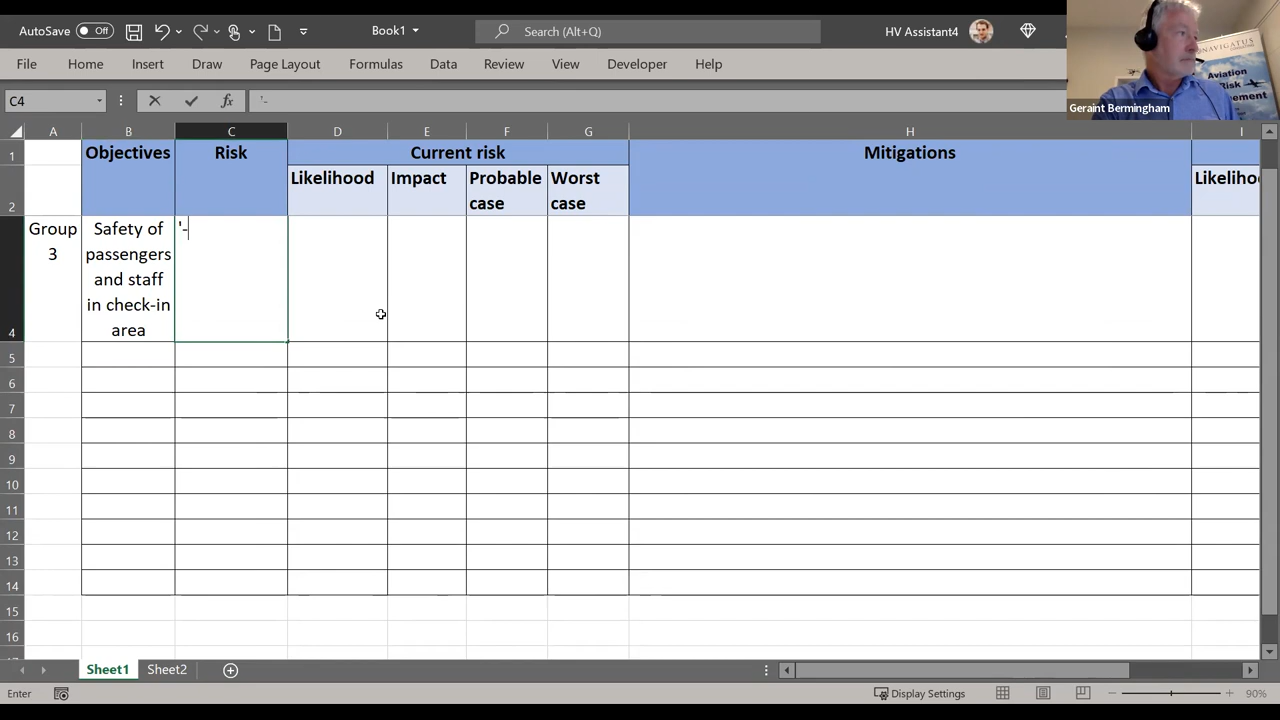 AutoSave Off Book1 Search (Alt+Q) HV Assistant4
File Home Insert Draw Page Layout Formulas Data Review View Developer Help
NAVIGATUS
Aviation
Risk
Geraint Bermingham
C4 fx '-
A B C D E F G H I
1 Objectives Risk Current risk Mitigations
2 Likelihood Impact Probable case Worst case
Group 3
Safety of
passengers
and staff
in check-in
area
'-
4
5
6
7
8
9
10
11
12
13
14
15
16
Sheet1 Sheet2
Enter Display Settings 90%